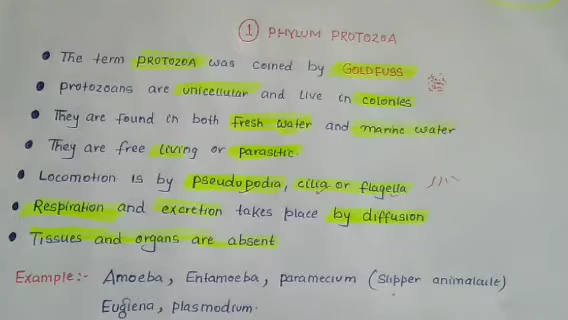 ① PHYLUM PROTOZOA
• The term PROTOZOA was coined by GOLDFUSS
• Protozoans are unicellular and live in colonies
• They are found in both fresh water and marine water
• They are free living or parasitic.
• Locomotion is by pseudopodia, cilia or flagella
• Respiration and excretion takes place by diffusion
• Tissues and organs are absent
Example:- Amoeba, Entamoeba, paramecium (slipper animalcule)
Euglena, plasmodium.